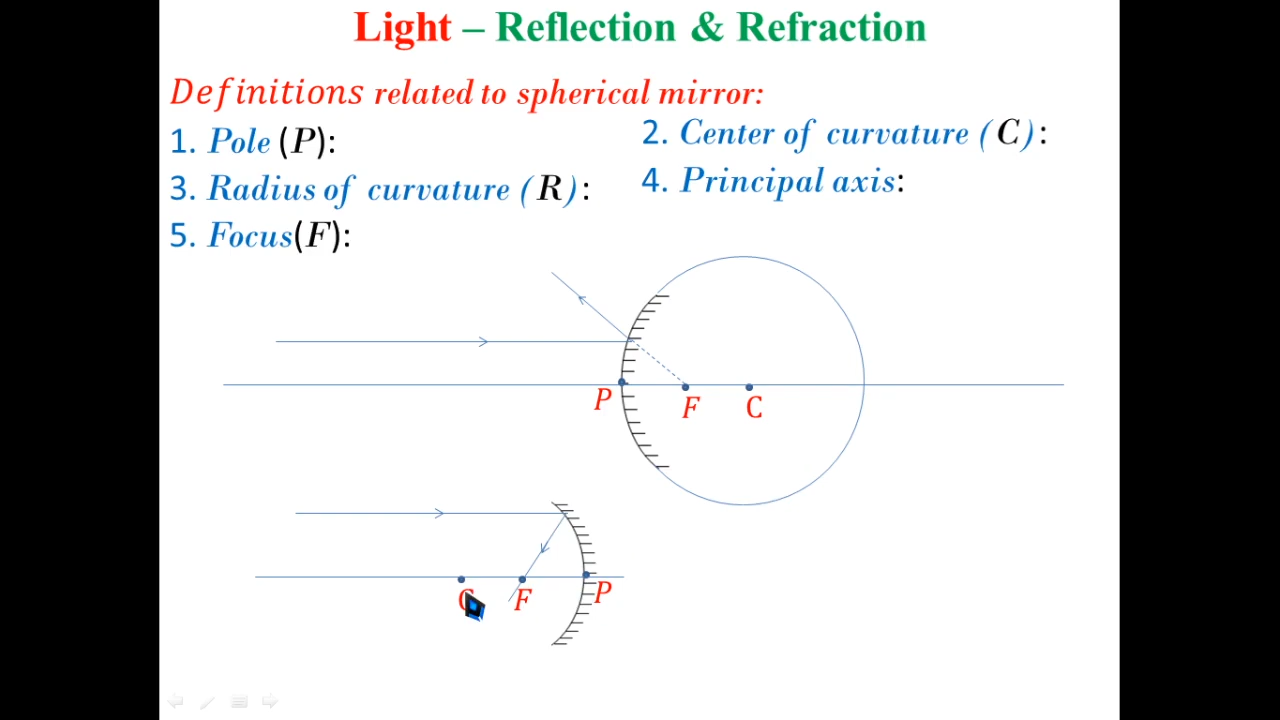 Light – Reflection & Refraction
Definitions related to spherical mirror:
1. Pole (P):
2. Center of curvature (C):
3. Radius of curvature (R):
4. Principal axis:
5. Focus(F):
P
F
C
C
F
P